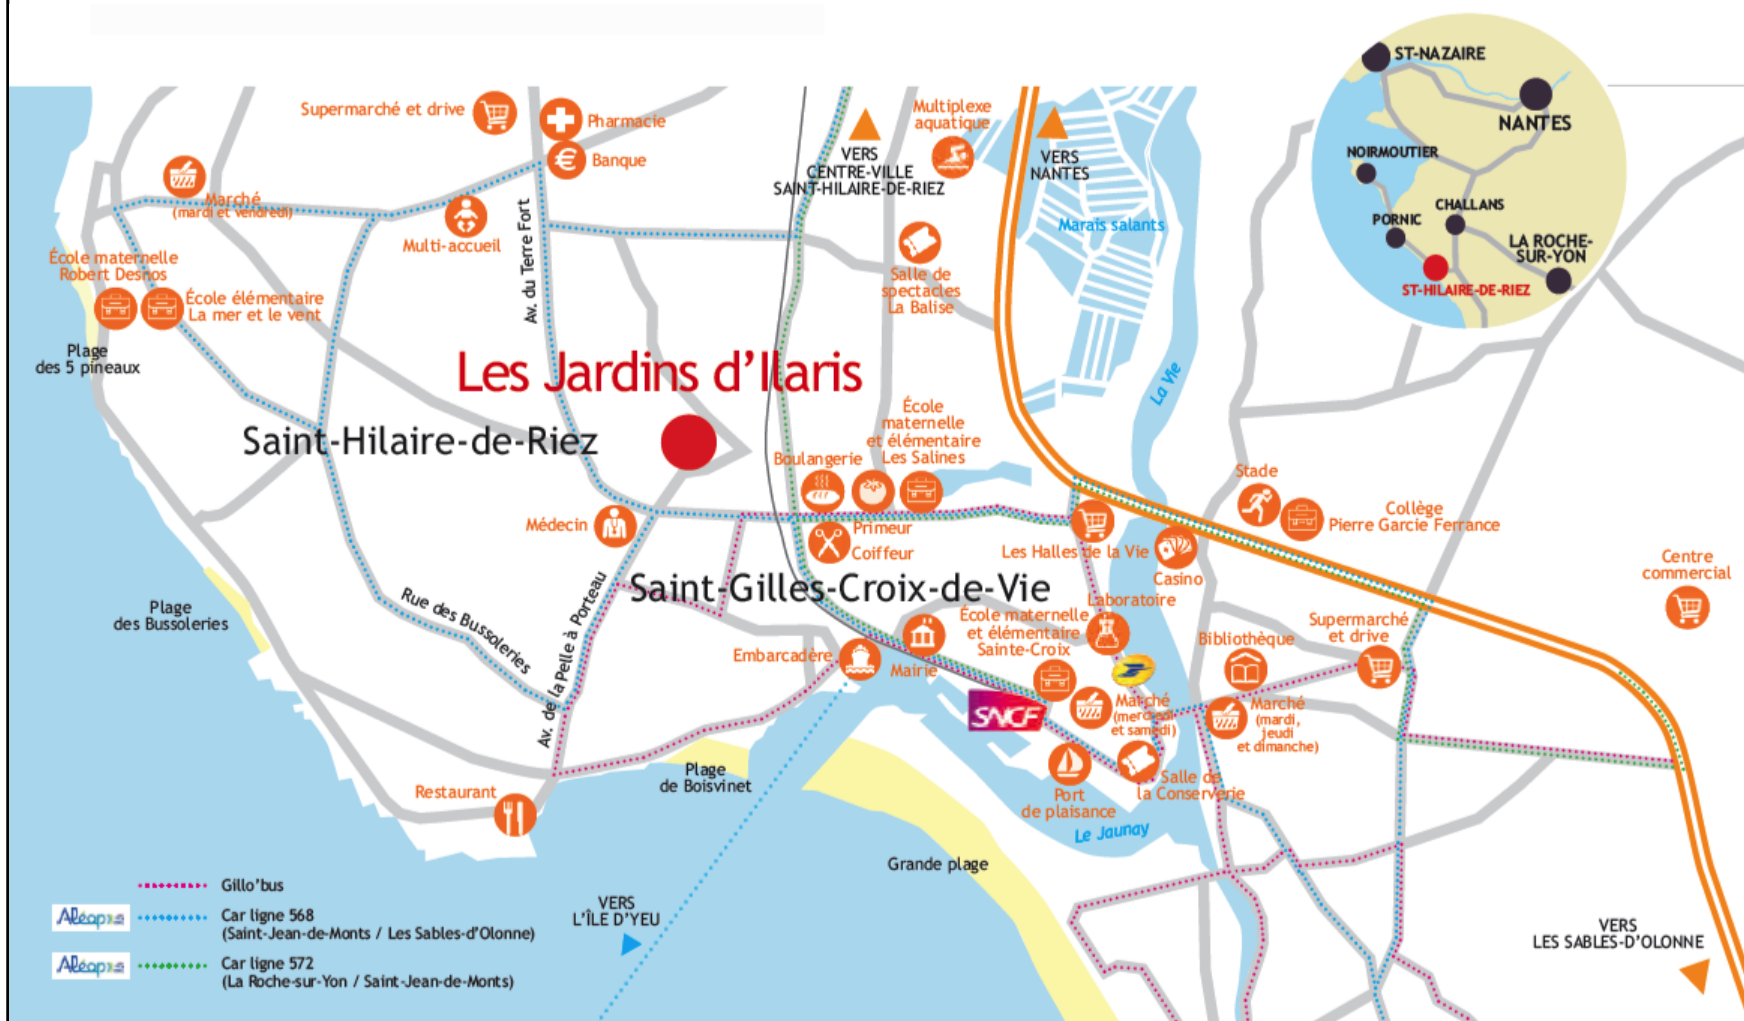 Supermarché et drive
Pharmacie
Banque
Marché
(mardi et vendredi)
Multi-accueil
Av. du Terre Fort
École maternelle
Robert Desnos
École élémentaire
La mer et le vent
Plage
des 5 pineaux
VERS
CENTRE-VILLE
SAINT-HILAIRE-DE-RIEZ
Multiplexe
aquatique
VERS
NANTES
Marais salants
Salle de
spectacles
La Balise
La Vie
ST-NAZAIRE
NANTES
NOIRMOUTIER
CHALLANS
PORNIC
LA ROCHE-
SUR-YON
ST-HILAIRE-DE-RIEZ
Les Jardins d'Ilaris
Saint-Hilaire-de-Riez
École
maternelle
et élémentaire
Les Salines
Boulangerie
Primeur
Coiffeur
Médecin
Les Halles de la Vie
Casino
Stade
Collège
Pierre Garcie Ferrance
Centre
commercial
Saint-Gilles-Croix-de-Vie
Plage
des Bussoleries
Rue des Bussoleries
Av. de la Pelle à Porteau
Laboratoire
École maternelle
et élémentaire
Sainte-Croix
Bibliothèque
Supermarché
et drive
Embarcadère
Mairie
SNCF
Marché
(mercredi
et samedi)
Marché
(mardi,
jeudi
et dimanche)
Plage
de Boisvinet
Restaurant
Port
de plaisance
Salle de
la Conserverie
Le Jaunay
Grande plage
VERS
L'ÎLE D'YEU
VERS
LES SABLES-D'OLONNE
Gillo'bus
Aléop
Car ligne 568
(Saint-Jean-de-Monts / Les Sables-d'Olonne)
Aléop
Car ligne 572
(La Roche-sur-Yon / Saint-Jean-de-Monts)